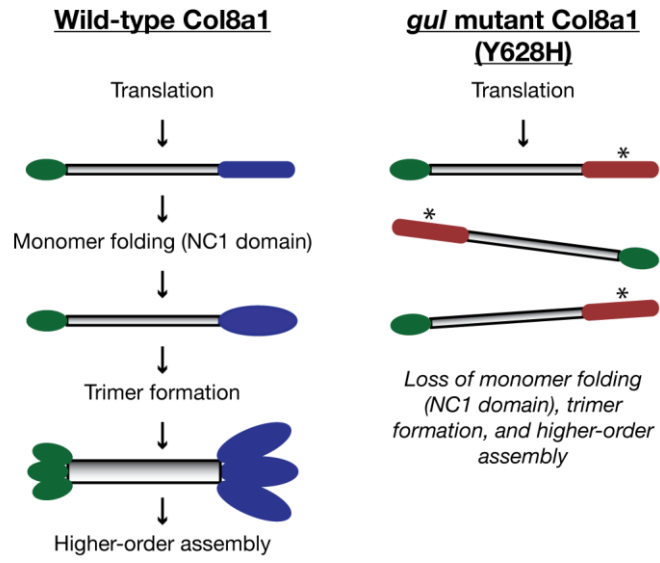 Wild-type Col8a1
Translation
Monomer folding (NC1 domain)
Trimer formation
Higher-order assembly
gul mutant Col8a1
(Y628H)
Translation
*
*
*
Loss of monomer folding
(NC1 domain), trimer
formation, and higher-order
assembly